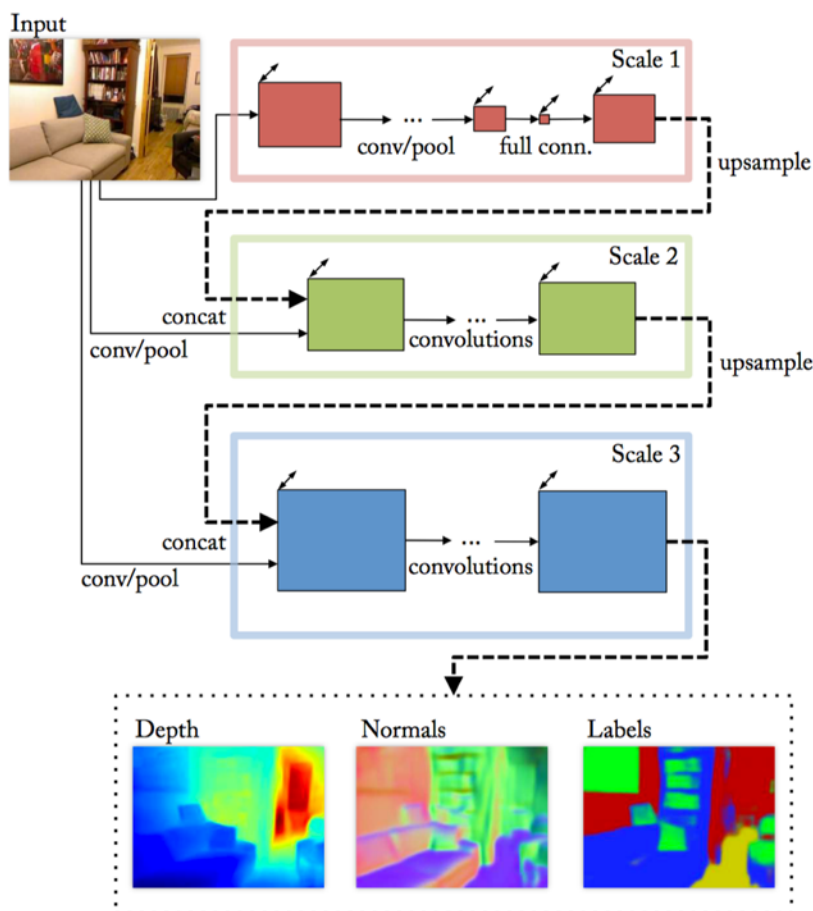 Input
Scale 1
...
conv/pool
full conn.
upsample
Scale 2
concat
...
conv/pool
convolutions
upsample
Scale 3
concat
...
conv/pool
convolutions
Depth
Normals
Labels